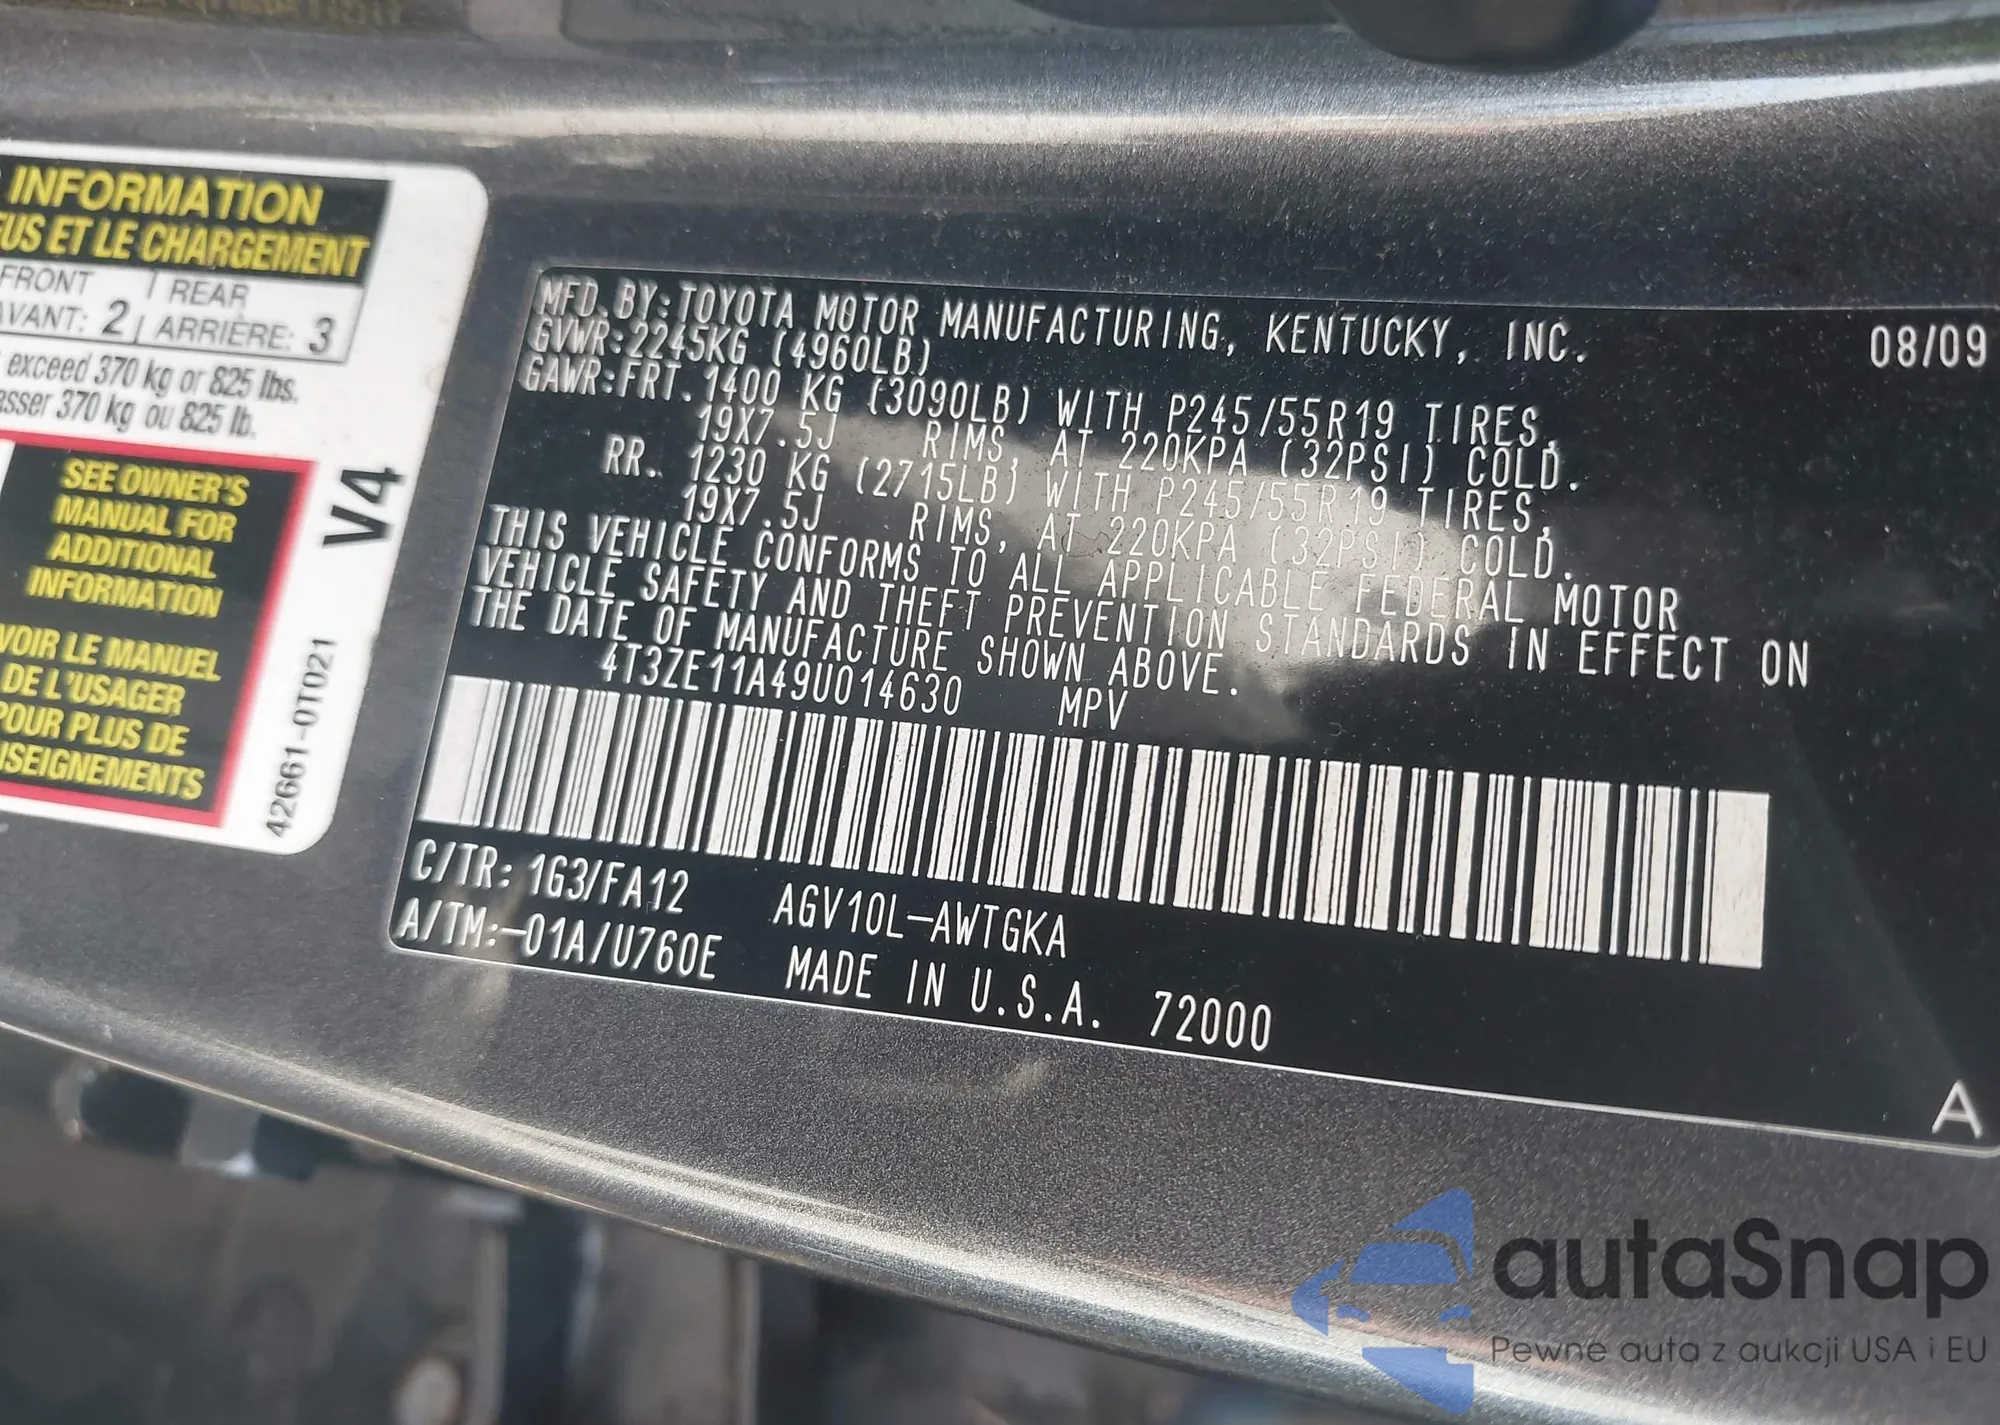 INFORMATION
ET LE CHARGEMENT
FRONT | REAR
AVANT: 2 | ARRIÈRE: 3
exceed 370 kg or 825 lbs.
370 kg ou 825 lb.
SEE OWNER'S
MANUAL FOR
ADDITIONAL
INFORMATION
VOIR LE MANUEL
DE L'USAGER
POUR PLUS DE
V4
42661-0T021
MFD. BY: TOYOTA MOTOR MANUFACTURING, KENTUCKY, INC. 08/09
GVWR: 2245KG (4960LB)
GAWR: FRT. 1400 KG (3090LB) WITH P245/55R19 TIRES,
19X7.5J RIMS, AT 220KPA (32PSI) COLD.
RR. 1230 KG (2715LB) WITH P245/55R19 TIRES,
19X7.5J RIMS, AT 220KPA (32PSI) COLD.
THIS VEHICLE CONFORMS TO ALL APPLICABLE FEDERAL MOTOR
VEHICLE SAFETY AND THEFT PREVENTION STANDARDS IN EFFECT ON
THE DATE OF MANUFACTURE SHOWN ABOVE.
4T3ZE11A49U014630 MPV
C/TR: 1G3/FA12 AGV10L-AWTGKA
A/TM:-01A/U760E MADE IN U.S.A. 72000
A
autaSnap
Pewne auta z aukcji USA i EU